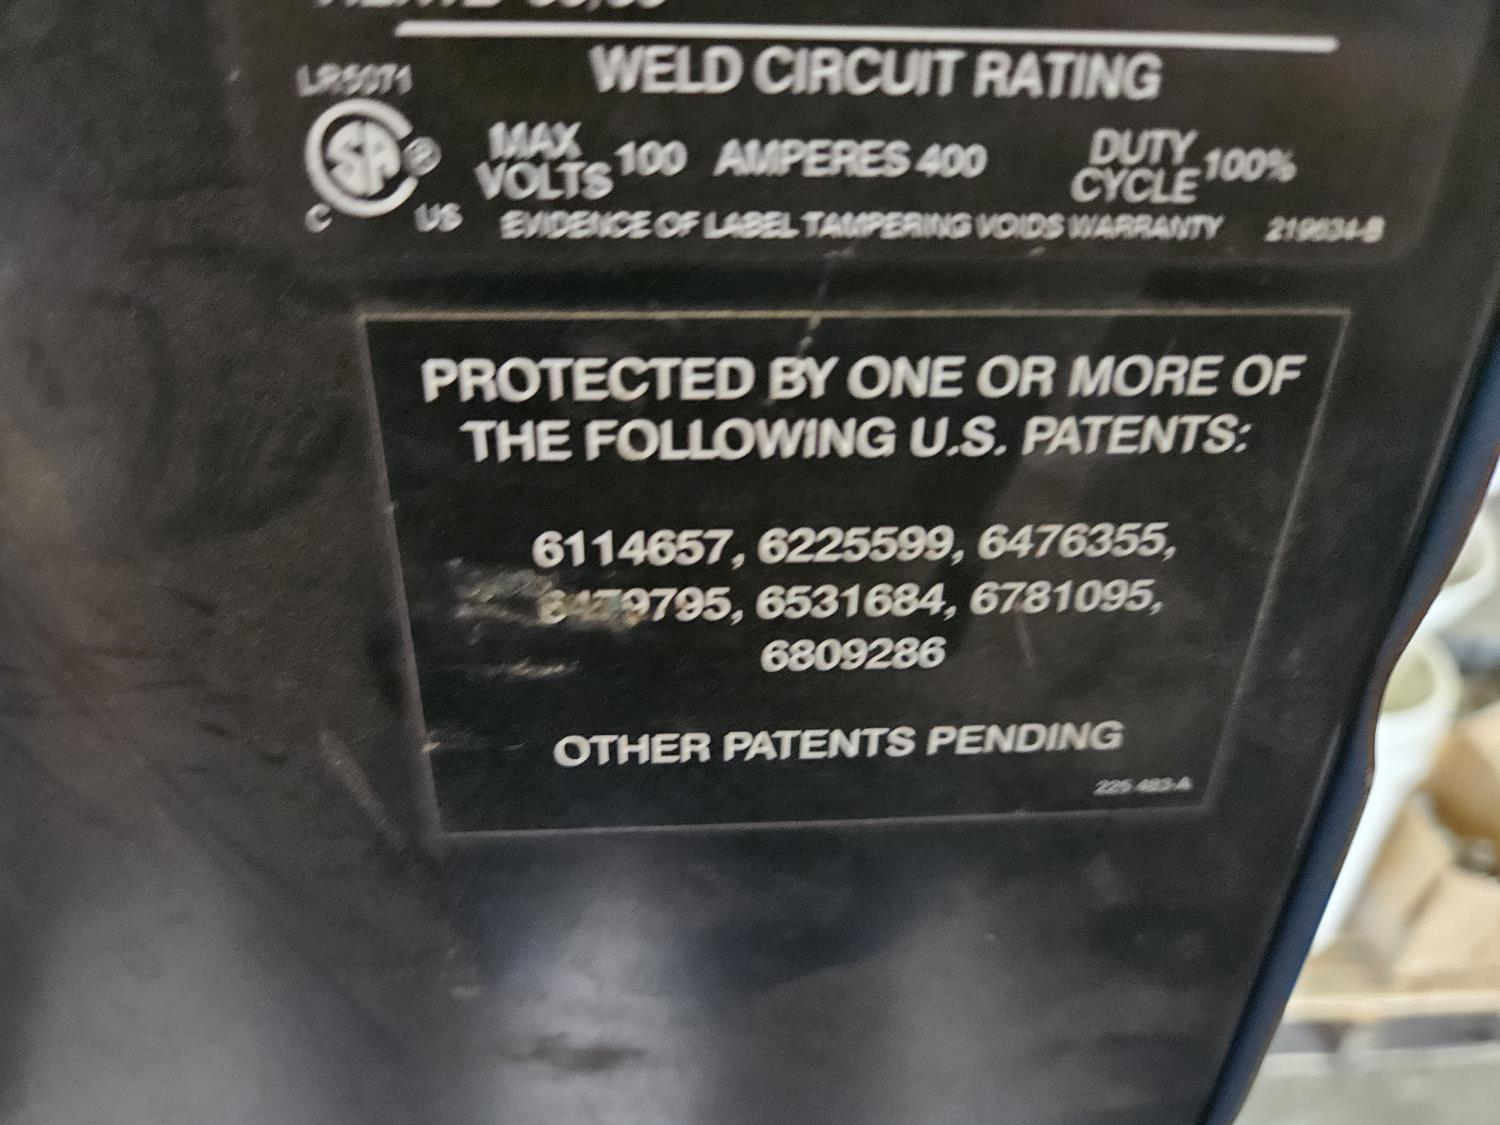 WELD CIRCUIT RATING
LR5071
SA ®
C US
MAX VOLTS 100 AMPERES 400 DUTY CYCLE 100%
EVIDENCE OF LABEL TAMPERING VOIDS WARRANTY 219634-B
PROTECTED BY ONE OR MORE OF
THE FOLLOWING U.S. PATENTS:
6114657, 6225599, 6476355,
6531684, 6781095,
6809286
OTHER PATENTS PENDING
225 483-A